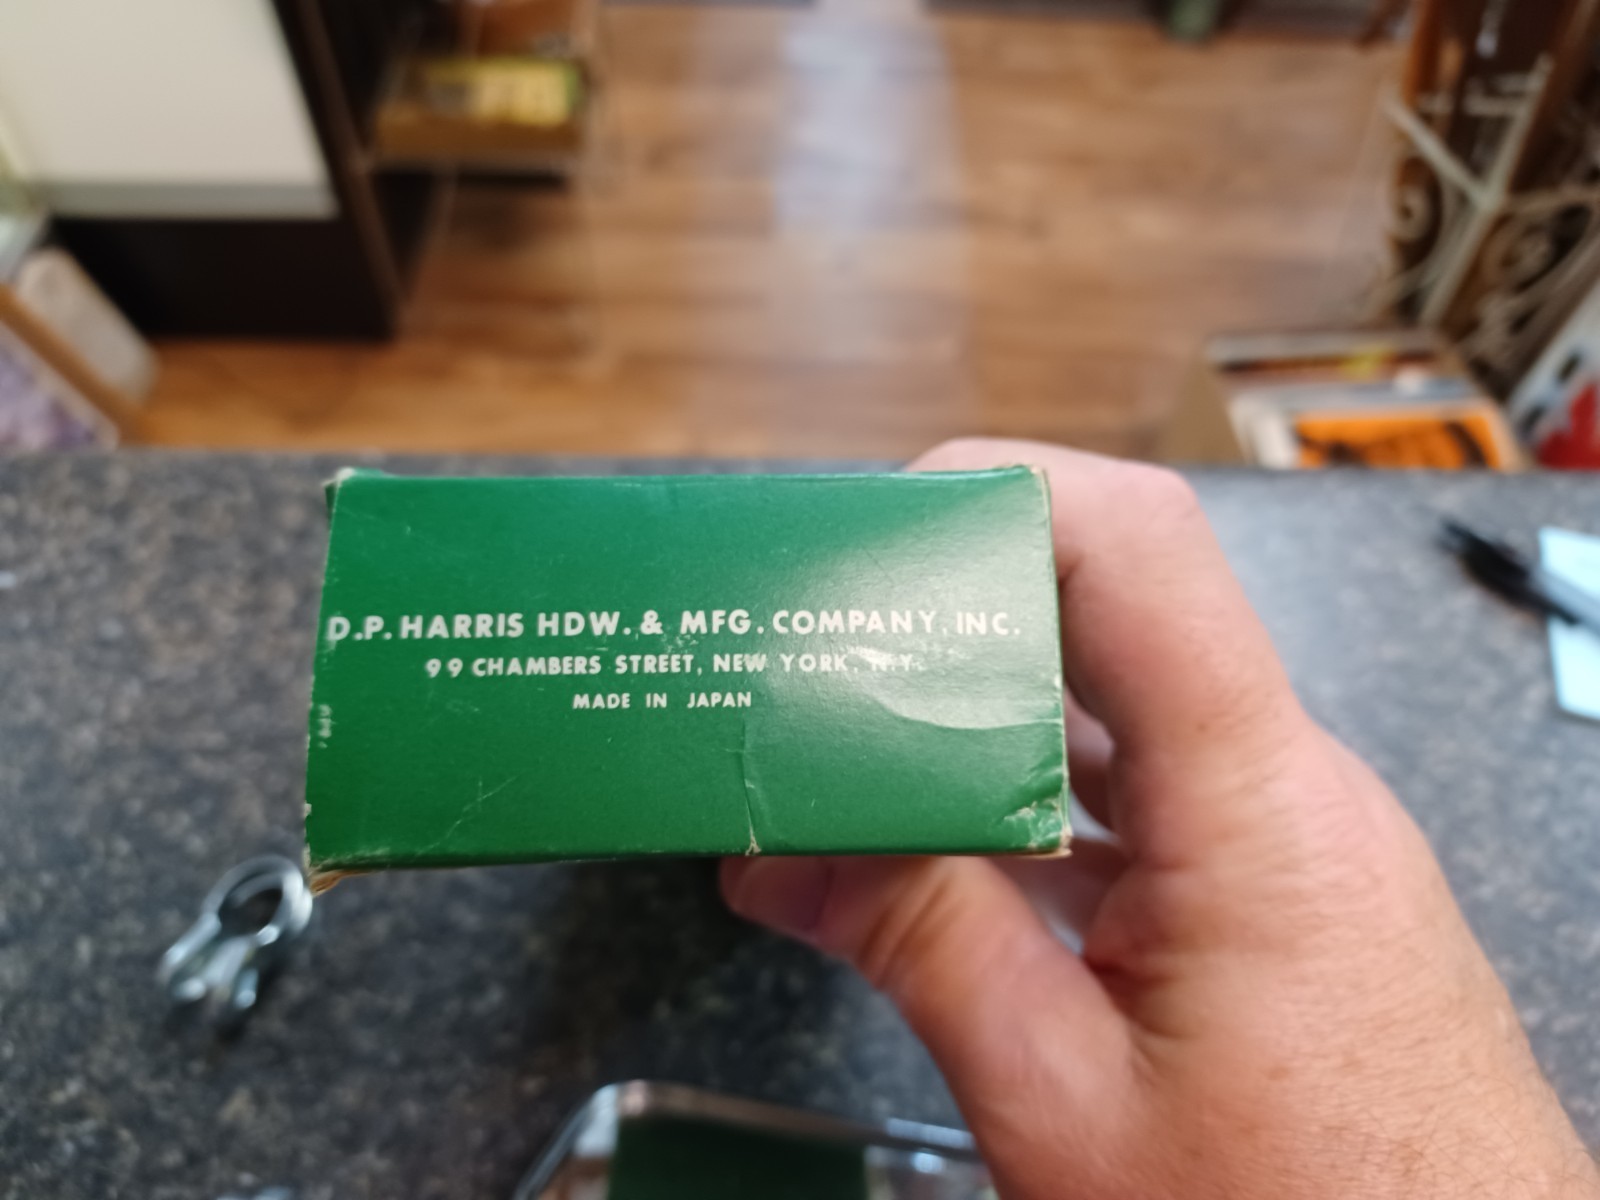 D.P. HARRIS HDW. & MFG. COMPANY, INC.
99 CHAMBERS STREET, NEW YORK, N.Y.
MADE IN JAPAN